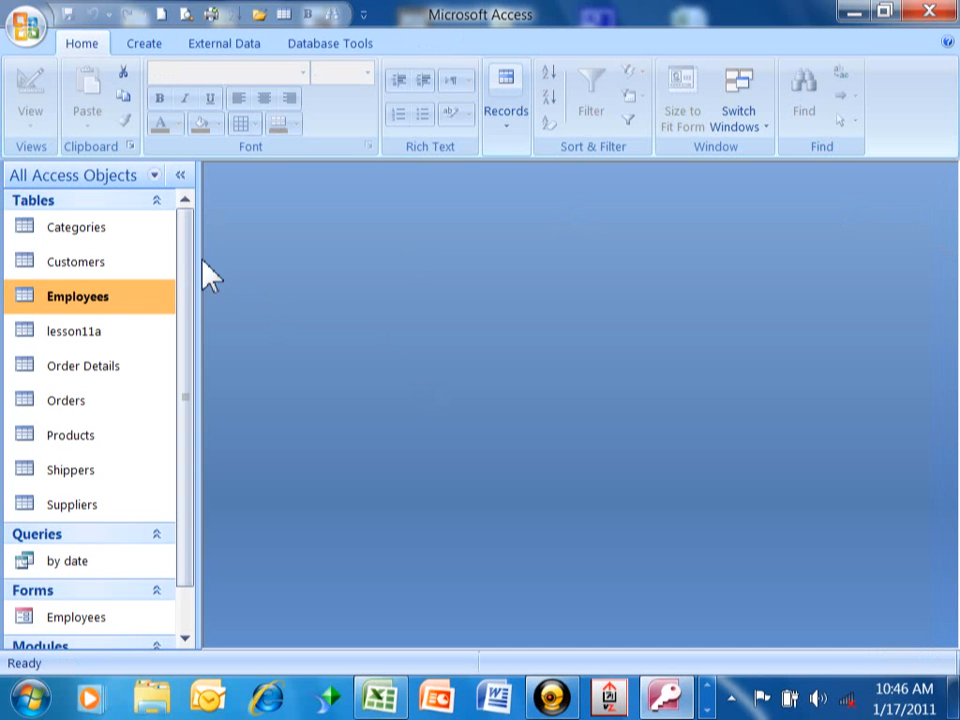 Microsoft Access
Home
Create
External Data
Database Tools
View
Paste
B I U
A
ab
Records
Filter
Size to Fit Form
Switch Windows
Find
Views
Clipboard
Font
Rich Text
Sort & Filter
Window
Find
All Access Objects
Tables
Categories
Customers
Employees
lesson11a
Order Details
Orders
Products
Shippers
Suppliers
Queries
by date
Forms
Employees
Modules
Ready
10:46 AM
1/17/2011